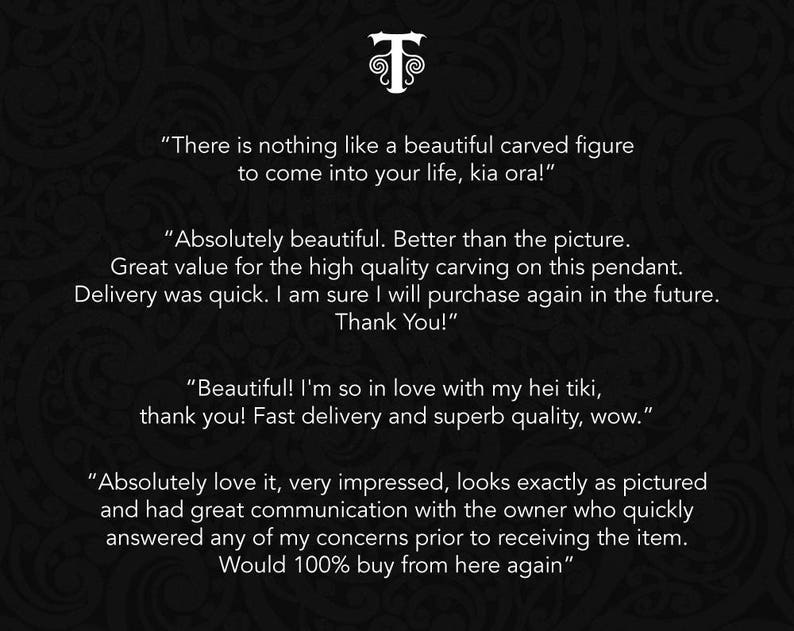 T
“There is nothing like a beautiful carved figure
to come into your life, kia ora!”
“Absolutely beautiful. Better than the picture.
Great value for the high quality carving on this pendant.
Delivery was quick. I am sure I will purchase again in the future.
Thank You!”
“Beautiful! I'm so in love with my hei tiki,
thank you! Fast delivery and superb quality, wow.”
“Absolutely love it, very impressed, looks exactly as pictured
and had great communication with the owner who quickly
answered any of my concerns prior to receiving the item.
Would 100% buy from here again”